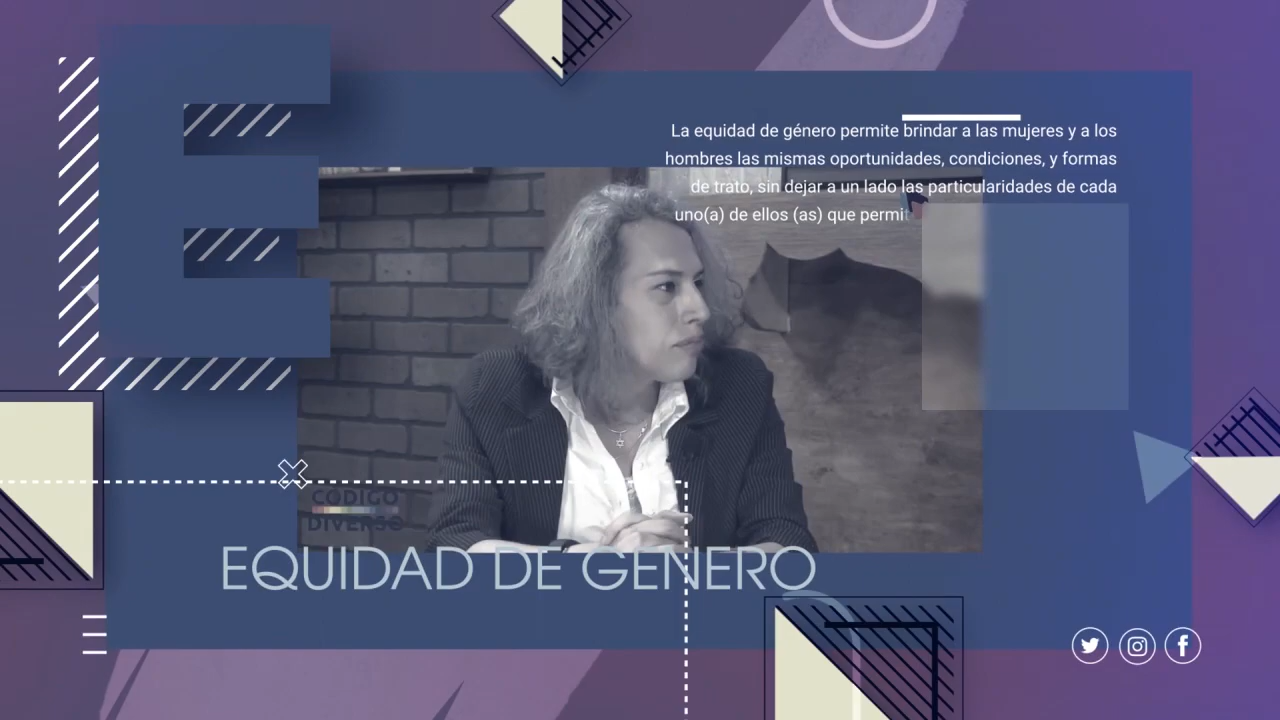 E
La equidad de género permite brindar a las mujeres y a los
hombres las mismas oportunidades, condiciones, y formas
de trato, sin dejar a un lado las particularidades de cada
uno(a) de ellos (as) que permi
CÓDIGO
DIVERSO
EQUIDAD DE GENERO